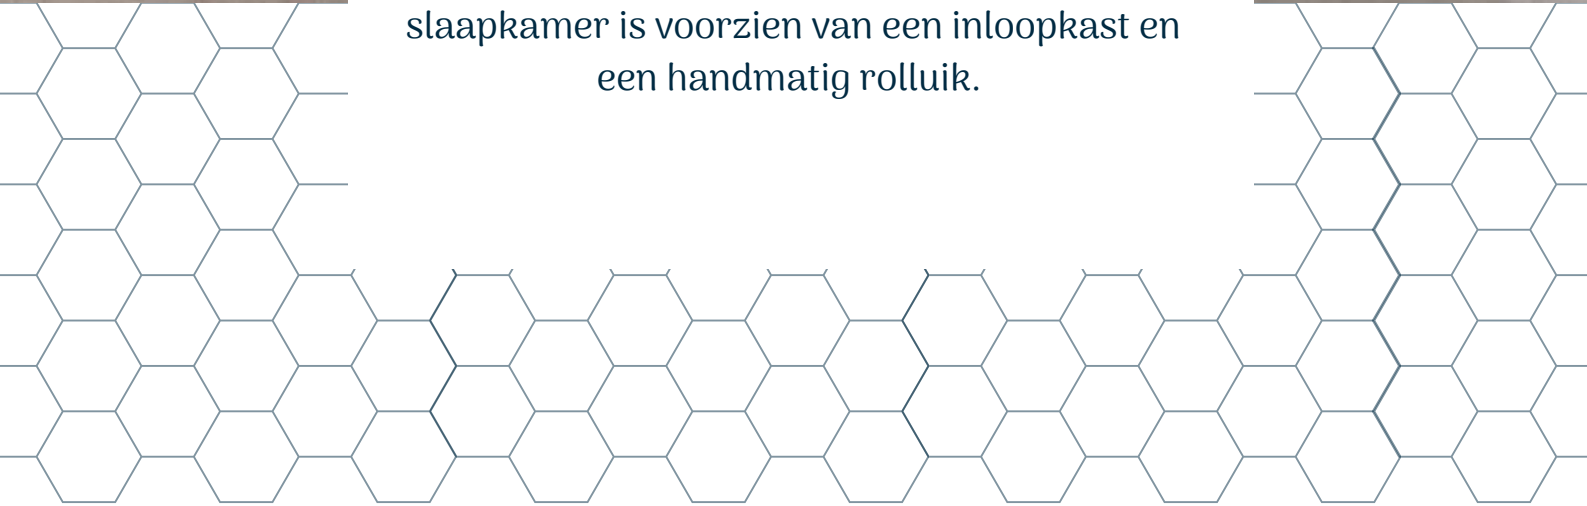 slaapkamer is voorzien van een inloopkast en
een handmatig rolluik.